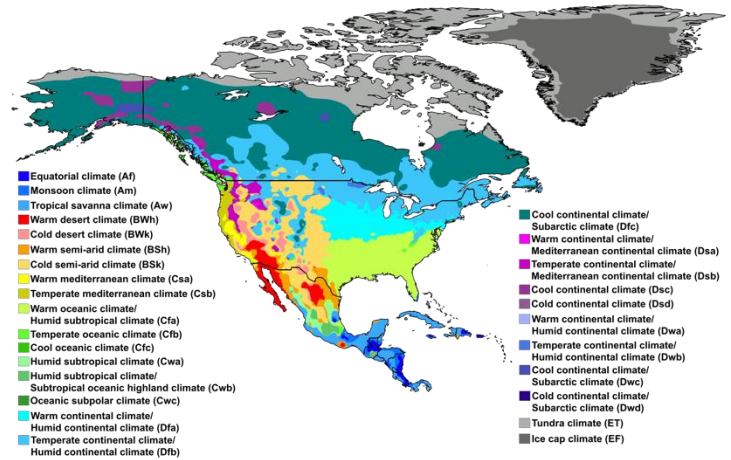 Equatorial climate (Af)
Monsoon climate (Am)
Tropical savanna climate (Aw)
Warm desert climate (BWh)
Cold desert climate (BWk)
Warm semi-arid climate (BSh)
Cold semi-arid climate (BSk)
Warm mediterranean climate (Csa)
Temperate mediterranean climate (Csb)
Warm oceanic climate/
Humid subtropical climate (Cfa)
Temperate oceanic climate (Cfb)
Cool oceanic climate (Cfc)
Humid subtropical climate (Cwa)
Humid subtropical climate/
Subtropical oceanic highland climate (Cwb)
Oceanic subpolar climate (Cwc)
Warm continental climate/
Humid continental climate (Dfa)
Temperate continental climate/
Humid continental climate (Dfb)
Cool continental climate/
Subarctic climate (Dfc)
Warm continental climate/
Mediterranean continental climate (Dsa)
Temperate continental climate/
Mediterranean continental climate (Dsb)
Cool continental climate (Dsc)
Cold continental climate (Dsd)
Warm continental climate/
Humid continental climate (Dwa)
Temperate continental climate/
Humid continental climate (Dwb)
Cool continental climate/
Subarctic climate (Dwc)
Cold continental climate/
Subarctic climate (Dwd)
Tundra climate (ET)
Ice cap climate (EF)